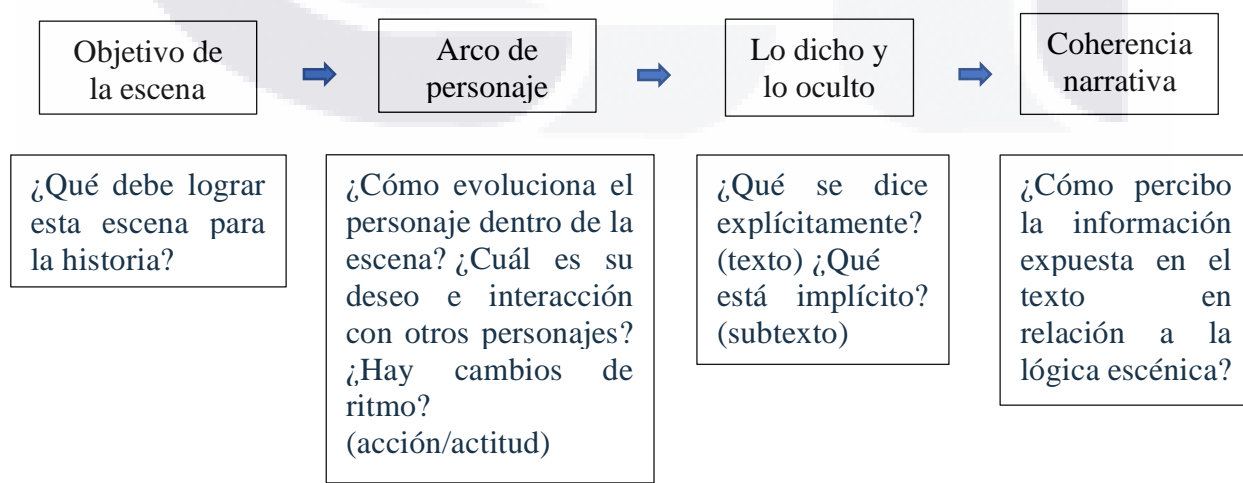 Objetivo de
la escena
Arco de
personaje
Lo dicho y
lo oculto
Coherencia
narrativa
¿Qué debe lograr
esta escena para
la historia?
¿Cómo evoluciona el
personaje dentro de la
escena? ¿Cuál es su
deseo e interacción
con otros personajes?
¿Hay cambios de
ritmo?
(acción/actitud)
¿Qué se dice
explícitamente?
(texto) ¿Qué
está implícito?
(subtexto)
¿Cómo percibo
la información
expuesta en el
texto en
relación a la
lógica escénica?